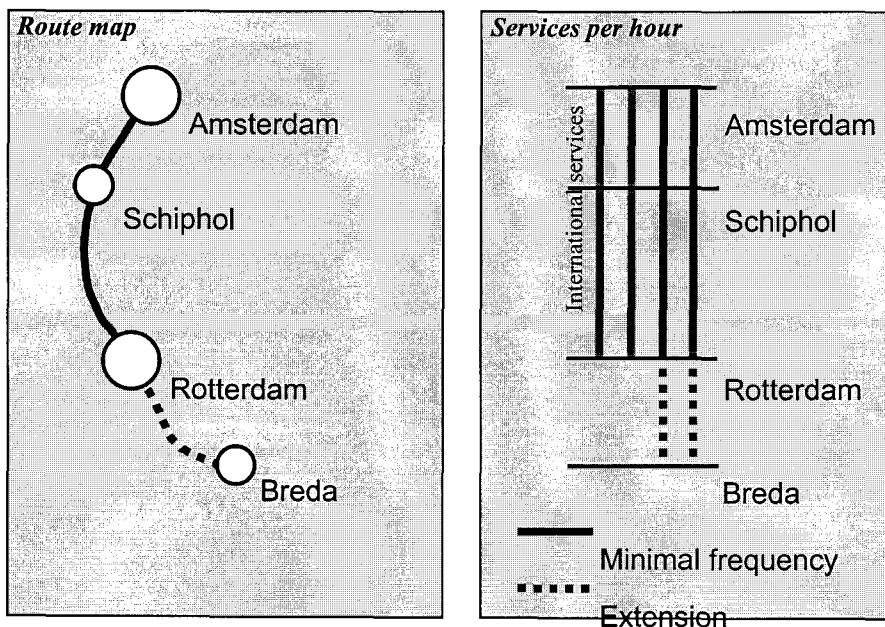 Route map
Amsterdam
Schiphol
Rotterdam
Breda
Services per hour
International services
Amsterdam
Schiphol
Rotterdam
Breda
Minimal frequency
Extension